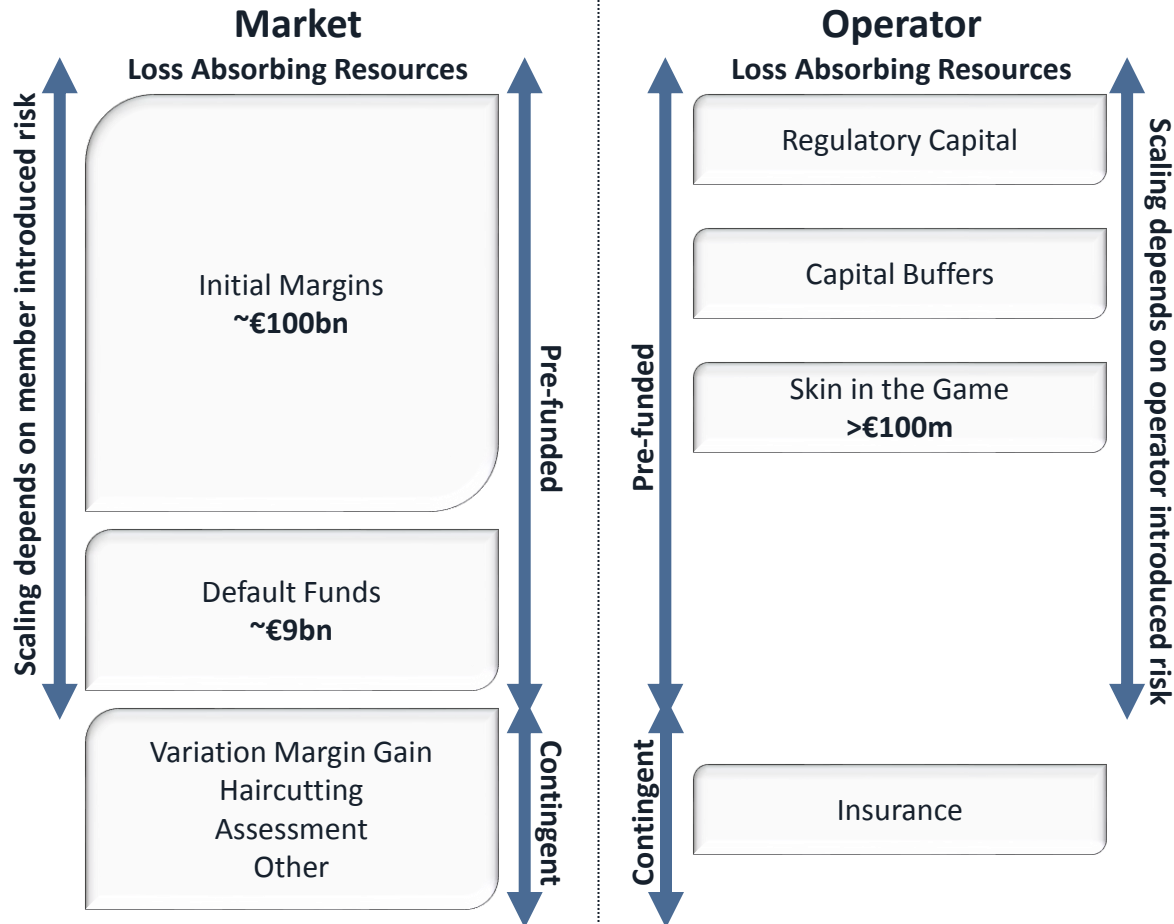 Market
Loss Absorbing Resources
Scaling depends on member introduced risk
Initial Margins
~€100bn
Pre-funded
Default Funds
~€9bn
Variation Margin Gain
Haircutting
Assessment
Other
Contingent
Operator
Loss Absorbing Resources
Pre-funded
Regulatory Capital
Capital Buffers
Skin in the Game
>€100m
Scaling depends on operator introduced risk
Contingent
Insurance